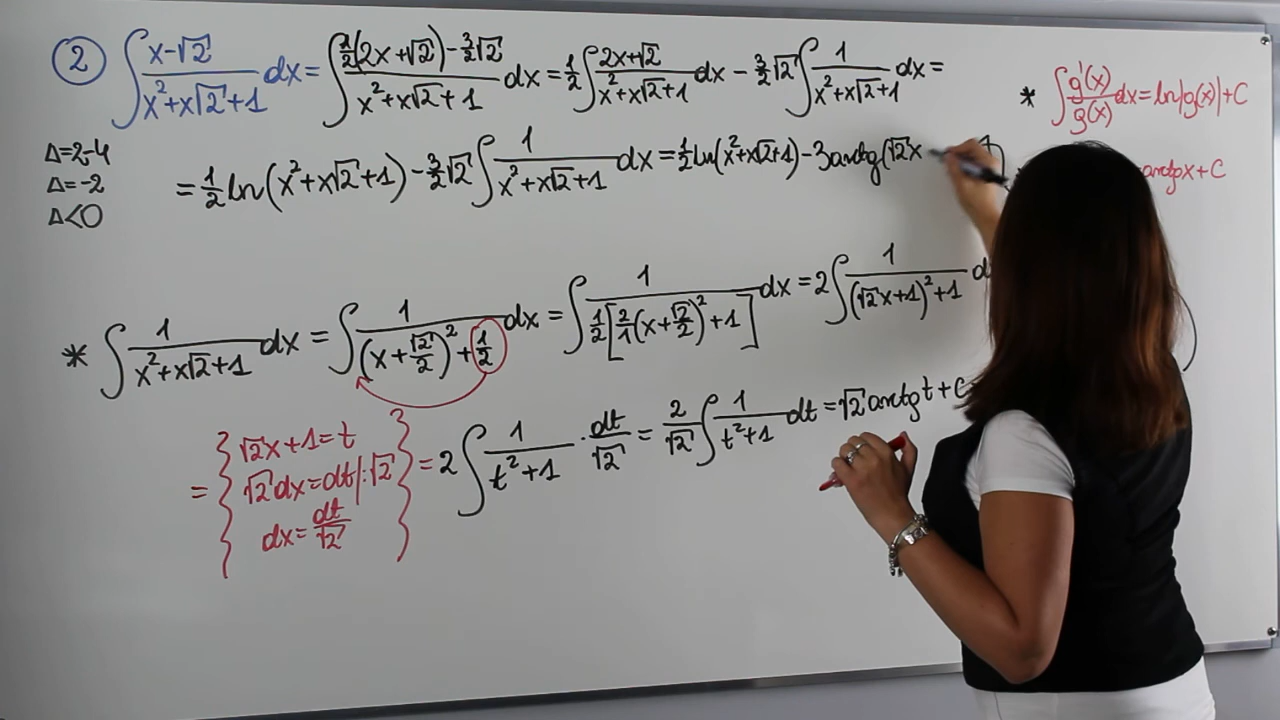 ② ∫ (x-√2)/(x²+x√2+1) dx = ∫ (½(2x+√2)-3/2√2)/(x²+x√2+1) dx = ½ ∫ (2x+√2)/(x²+x√2+1) dx - 3/2√2 ∫ 1/(x²+x√2+1) dx =
* ∫ g'(x)/g(x) dx = ln|g(x)|+C
Δ=2-4
Δ=-2
Δ<0
= ½ ln(x²+x√2+1) - 3/2√2 ∫ 1/(x²+x√2+1) dx = ½ ln(x²+x√2+1) - 3arctg(√2x
arctgx+C
* ∫ 1/(x²+x√2+1) dx = ∫ 1/((x+√2/2)²+½) dx = ∫ 1/(½[2/1(x+√2/2)²+1]) dx = 2 ∫ 1/((√2x+1)²+1) d
= { √2x+1=t
√2dx=dt|:√2
dx=dt/√2 }
= 2 ∫ 1/(t²+1) · dt/√2 = 2/√2 ∫ 1/(t²+1) dt = √2 arctgt+C